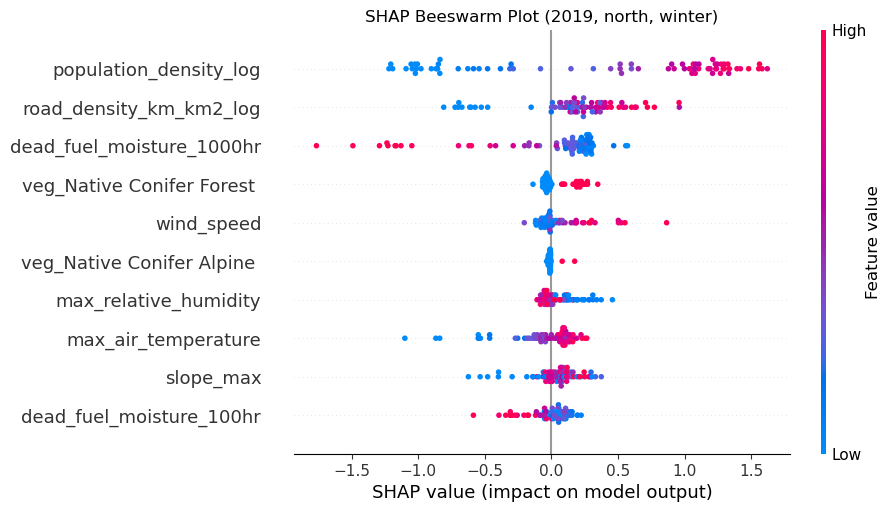 SHAP Beeswarm Plot (2019, north, winter)
High
population_density_log
road_density_km_km2_log
dead_fuel_moisture_1000hr
veg_Native Conifer Forest
wind_speed
veg_Native Conifer Alpine
max_relative_humidity
max_air_temperature
slope_max
dead_fuel_moisture_100hr
Feature value
Low
−1.5 −1.0 −0.5 0.0 0.5 1.0 1.5
SHAP value (impact on model output)